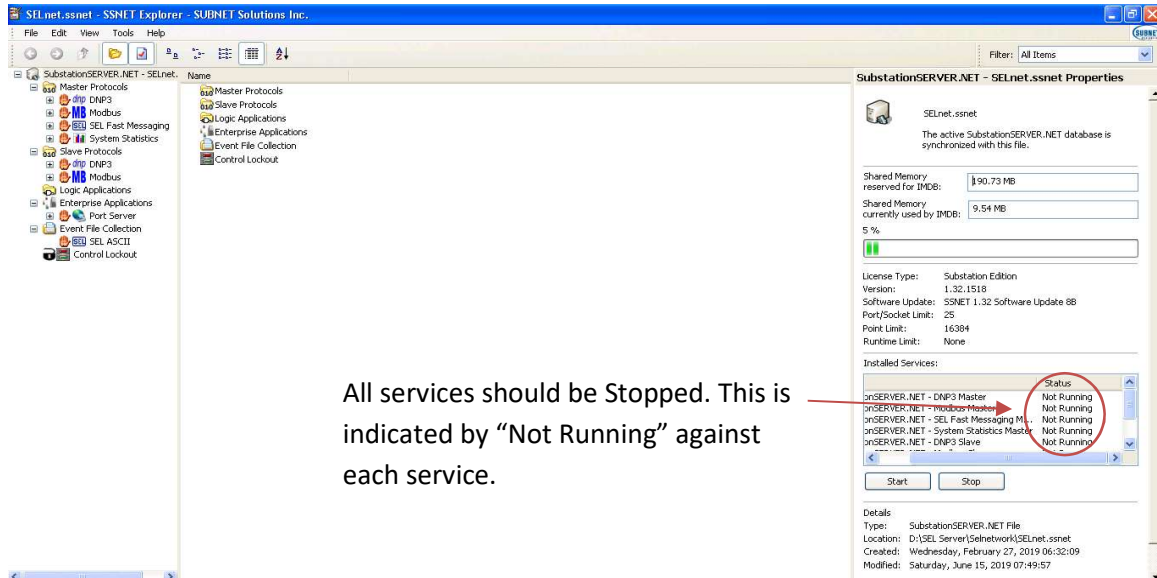 SELnet.ssnet - SSNET Explorer - SUBNET Solutions Inc.
File Edit View Tools Help
SUBNET
Filter: All Items
SubstationSERVER.NET - SELnet.
Master Protocols
dnp DNP3
MB Modbus
SEL SEL Fast Messaging
System Statistics
Slave Protocols
dnp DNP3
MB Modbus
Logic Applications
Enterprise Applications
Port Server
Event File Collection
SEL SEL ASCII
Control Lockout
Name
Master Protocols
Slave Protocols
Logic Applications
Enterprise Applications
Event File Collection
Control Lockout
SubstationSERVER.NET - SELnet.ssnet Properties
SELnet.ssnet
The active SubstationSERVER.NET database is
synchronized with this file.
Shared Memory
reserved for IMDB: 190.73 MB
Shared Memory
currently used by IMDB: 9.54 MB
5 %
License Type: Substation Edition
Version: 1.32.1518
Software Update: SSNET 1.32 Software Update 8B
Port/Socket Limit: 25
Point Limit: 16384
Runtime Limit: None
Installed Services:
Status
onSERVER.NET - DNP3 Master Not Running
onSERVER.NET - Modbus Master Not Running
onSERVER.NET - SEL Fast Messaging M... Not Running
onSERVER.NET - System Statistics Master Not Running
onSERVER.NET - DNP3 Slave Not Running
Start Stop
Details
Type: SubstationSERVER.NET File
Location: D:\SEL Server\Selnetwork\SELnet.ssnet
Created: Wednesday, February 27, 2019 06:32:09
Modified: Saturday, June 15, 2019 07:49:57
All services should be Stopped. This is
indicated by “Not Running” against
each service.